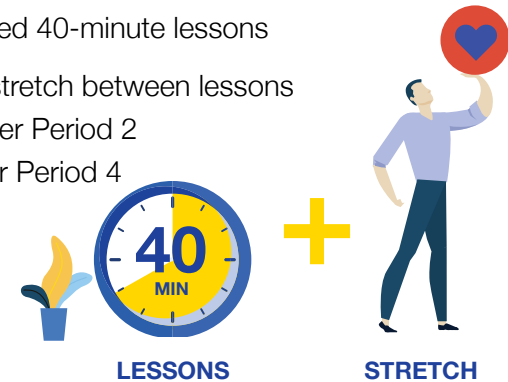 ed 40-minute lessons
stretch between lessons
er Period 2
r Period 4
40
MIN
LESSONS
STRETCH